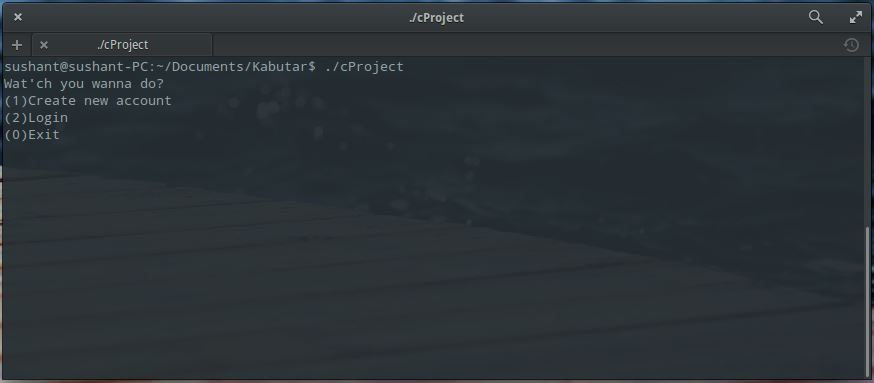 ./cProject
./cProject
sushant@sushant-PC:~/Documents/Kabutar$ ./cProject
Wat'ch you wanna do?
(1)Create new account
(2)Login
(0)Exit